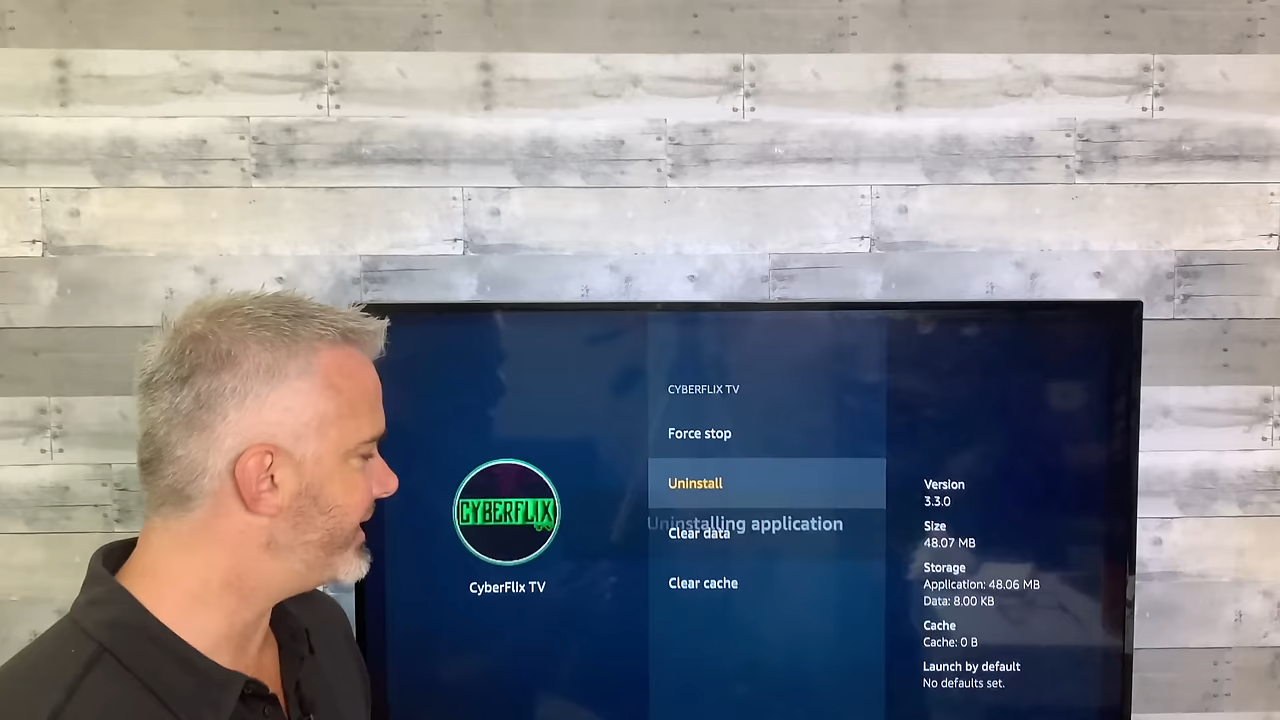 CYBERFLIX TV
Force stop
Uninstall
Uninstalling application
Clear data
Clear cache
CYBERFLIX
TV
CyberFlix TV
Version
3.3.0
Size
48.07 MB
Storage
Application: 48.06 MB
Data: 8.00 KB
Cache
Cache: 0 B
Launch by default
No defaults set.